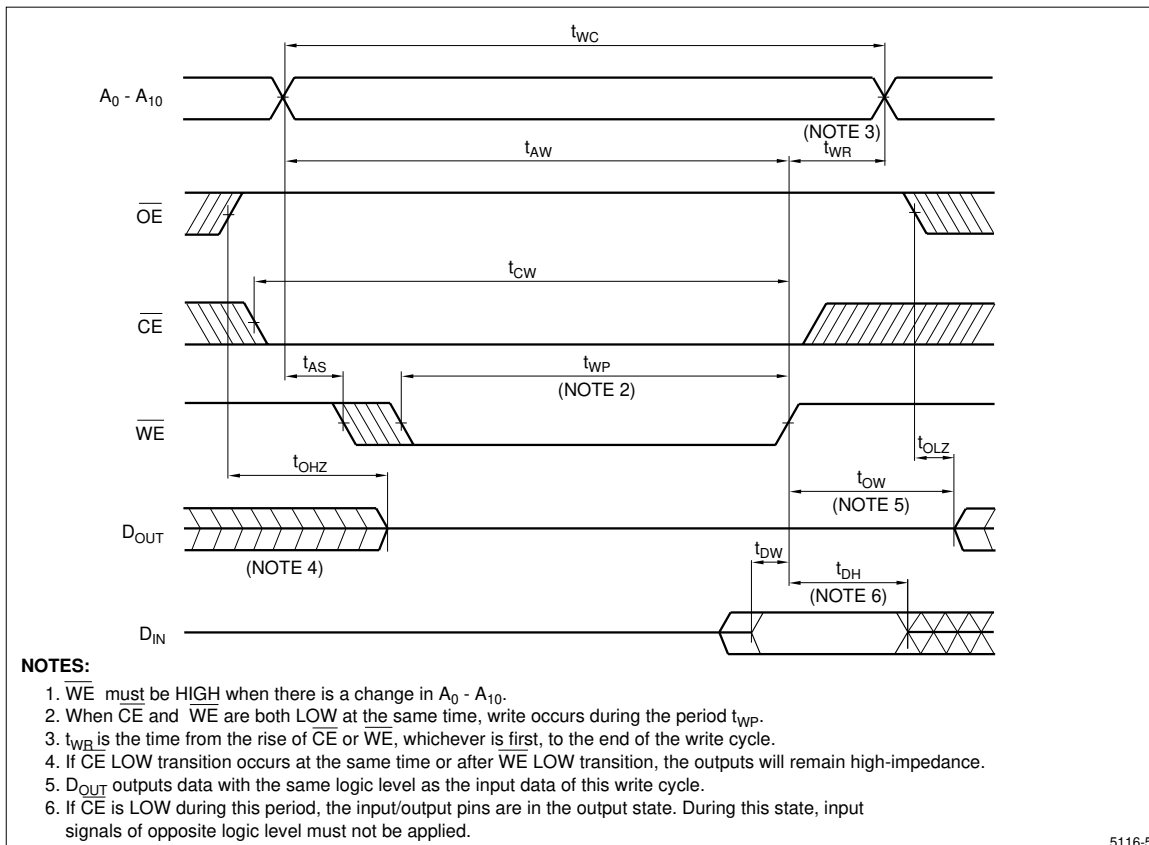 tWC
A0 - A10
(NOTE 3)
tAW
tWR
OE
tCW
CE
tAS
tWP
(NOTE 2)
WE
tOLZ
tOHZ
tOW
(NOTE 5)
DOUT
(NOTE 4)
tDW
tDH
(NOTE 6)
DIN
NOTES:
1. WE must be HIGH when there is a change in A0 - A10.
2. When CE and WE are both LOW at the same time, write occurs during the period tWP.
3. tWR is the time from the rise of CE or WE, whichever is first, to the end of the write cycle.
4. If CE LOW transition occurs at the same time or after WE LOW transition, the outputs will remain high-impedance.
5. DOUT outputs data with the same logic level as the input data of this write cycle.
6. If CE is LOW during this period, the input/output pins are in the output state. During this state, input
signals of opposite logic level must not be applied.
5116-5